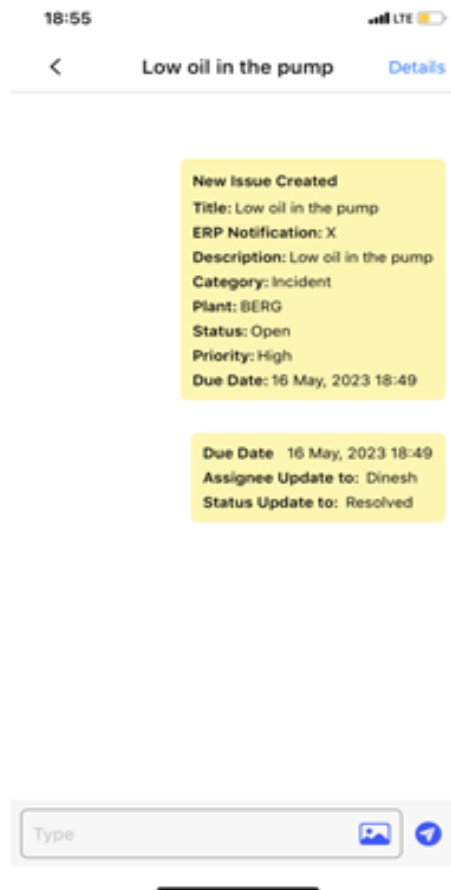 18:55
LTE
Low oil in the pump
Details
New Issue Created
Title: Low oil in the pump
ERP Notification: X
Description: Low oil in the pump
Category: Incident
Plant: BERG
Status: Open
Priority: High
Due Date: 16 May, 2023 18:49
Due Date 16 May, 2023 18:49
Assignee Update to: Dinesh
Status Update to: Resolved
Type